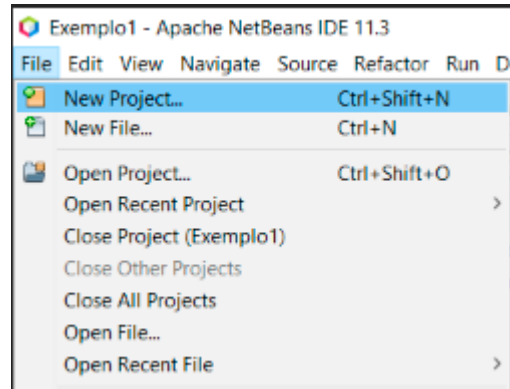 Exemplo1 - Apache NetBeans IDE 11.3
File Edit View Navigate Source Refactor Run D
New Project... Ctrl+Shift+N
New File... Ctrl+N
Open Project... Ctrl+Shift+O
Open Recent Project >
Close Project (Exemplo1)
Close Other Projects
Close All Projects
Open File...
Open Recent File >